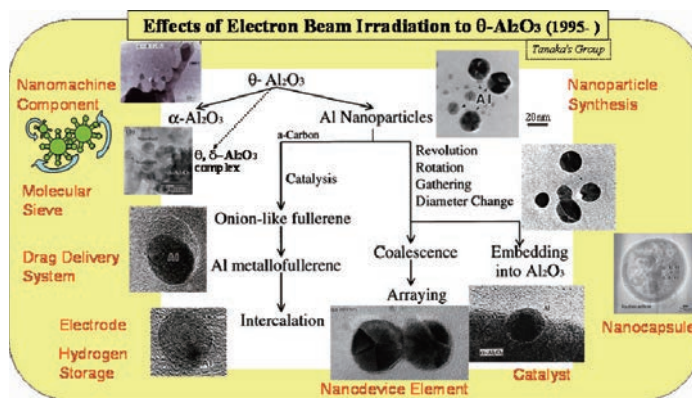 Effects of Electron Beam Irradiation to θ-Al₂O₃ (1995- )
Tanaka's Group
Nanomachine
Component
θ- Al₂O₃
Nanoparticle
Synthesis
α-Al₂O₃
Al Nanoparticles
Al
20nm
a-Carbon
θ, δ-Al₂O₃
complex
Revolution
Rotation
Gathering
Diameter Change
Catalysis
Molecular
Sieve
Onion-like fullerene
Drag Delivery
System
Al
Coalescence
Embedding
into Al₂O₃
Al metallofullerene
Arraying
Electrode
Intercalation
Nanocapsule
Hydrogen
Storage
Nanodevice Element
Catalyst